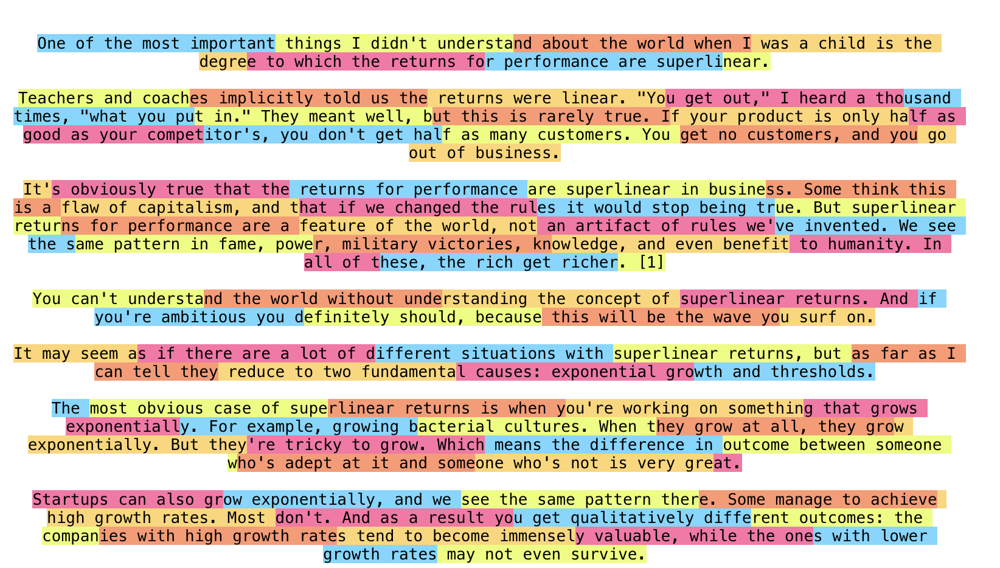 One of the most important things I didn't understand about the world when I was a child is the
degree to which the returns for performance are superlinear.
Teachers and coaches implicitly told us the returns were linear. "You get out," I heard a thousand
times, "what you put in." They meant well, but this is rarely true. If your product is only half as
good as your competitor's, you don't get half as many customers. You get no customers, and you go
out of business.
It's obviously true that the returns for performance are superlinear in business. Some think this
is a flaw of capitalism, and that if we changed the rules it would stop being true. But superlinear
returns for performance are a feature of the world, not an artifact of rules we've invented. We see
the same pattern in fame, power, military victories, knowledge, and even benefit to humanity. In
all of these, the rich get richer. [1]
You can't understand the world without understanding the concept of superlinear returns. And if
you're ambitious you definitely should, because this will be the wave you surf on.
It may seem as if there are a lot of different situations with superlinear returns, but as far as I
can tell they reduce to two fundamental causes: exponential growth and thresholds.
The most obvious case of superlinear returns is when you're working on something that grows
exponentially. For example, growing bacterial cultures. When they grow at all, they grow
exponentially. But they're tricky to grow. Which means the difference in outcome between someone
who's adept at it and someone who's not is very great.
Startups can also grow exponentially, and we see the same pattern there. Some manage to achieve
high growth rates. Most don't. And as a result you get qualitatively different outcomes: the
companies with high growth rates tend to become immensely valuable, while the ones with lower
growth rates may not even survive.